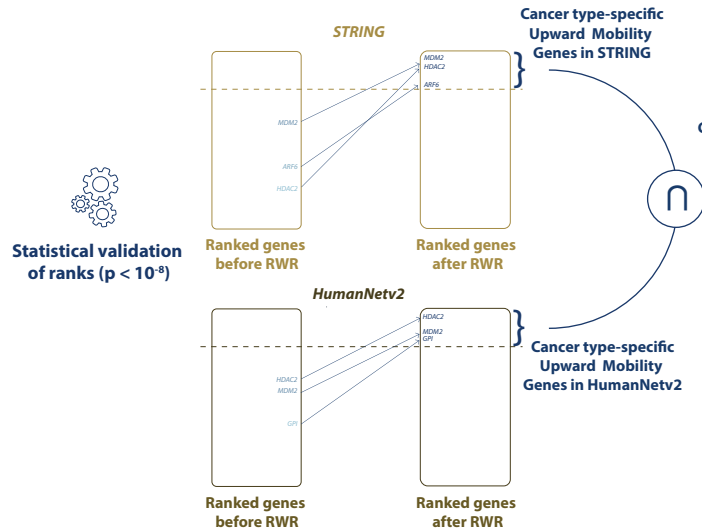 STRING
Cancer type-specific
Upward Mobility
Genes in STRING
MDM2
HDAC2
ARF6
MDM2
ARF6
HDAC2
Statistical validation
of ranks (p < 10⁻⁸)
Ranked genes
before RWR
Ranked genes
after RWR
∩
HumanNetv2
HDAC2
MDM2
GPI
HDAC2
MDM2
GPI
Cancer type-specific
Upward Mobility
Genes in HumanNetv2
Ranked genes
before RWR
Ranked genes
after RWR